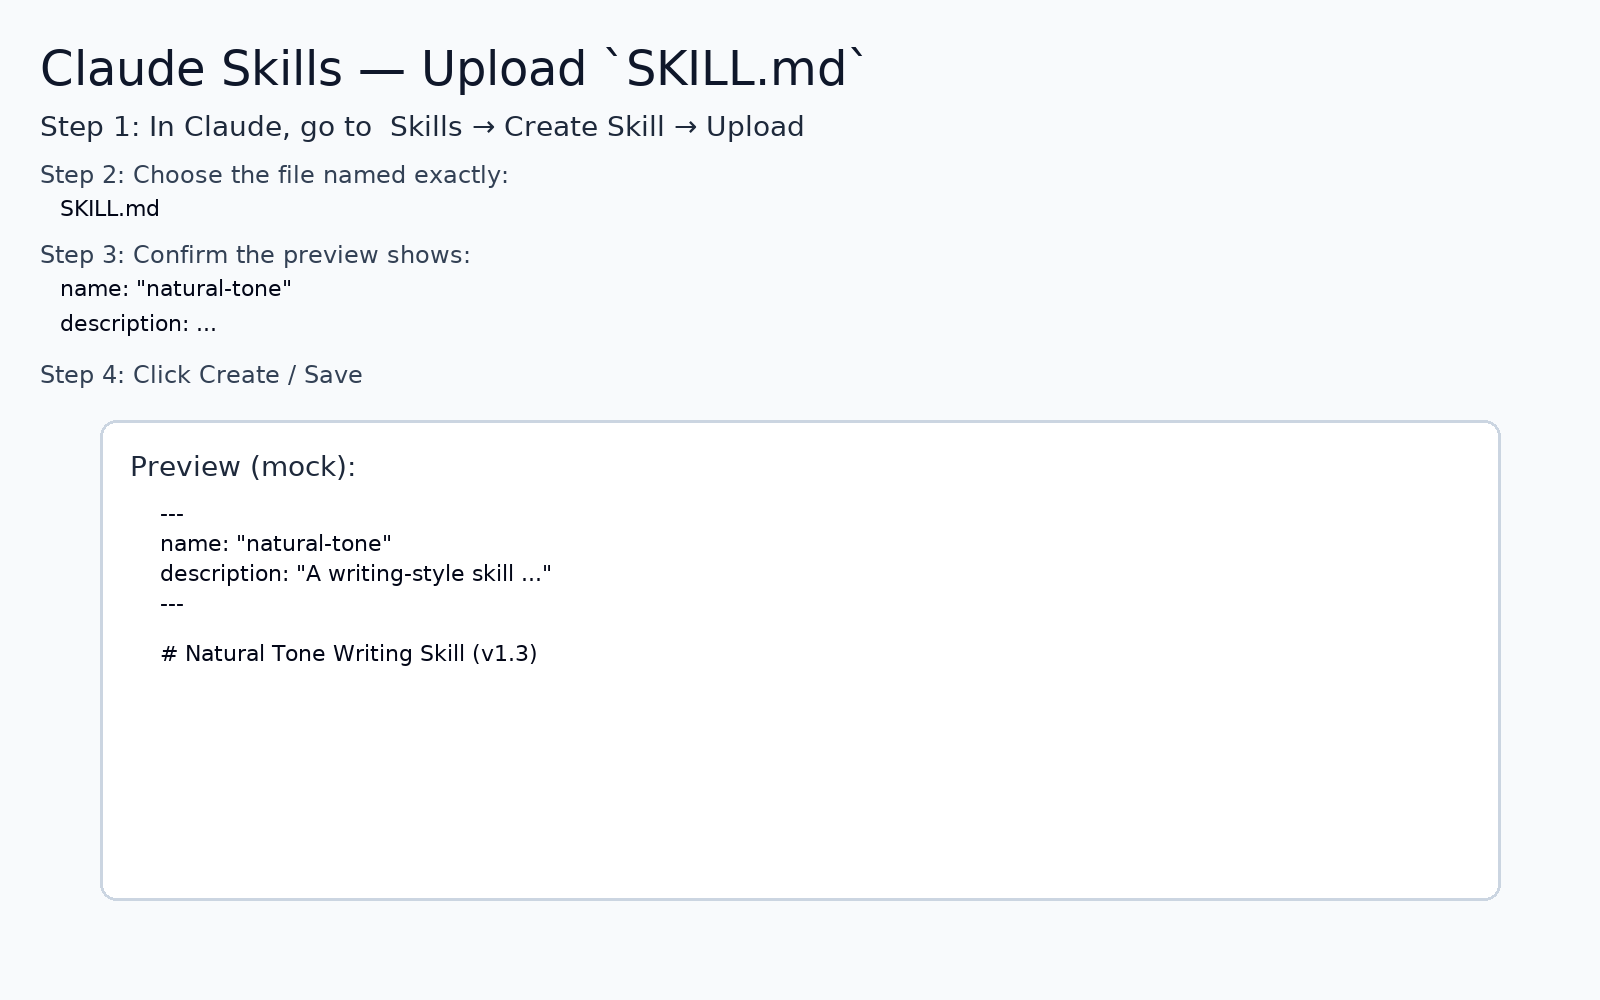 Claude Skills — Upload `SKILL.md`
Step 1: In Claude, go to  Skills → Create Skill → Upload
Step 2: Choose the file named exactly:
SKILL.md
Step 3: Confirm the preview shows:
name: "natural-tone"
description: ...
Step 4: Click Create / Save
Preview (mock):
---
name: "natural-tone"
description: "A writing-style skill ..."
---
# Natural Tone Writing Skill (v1.3)